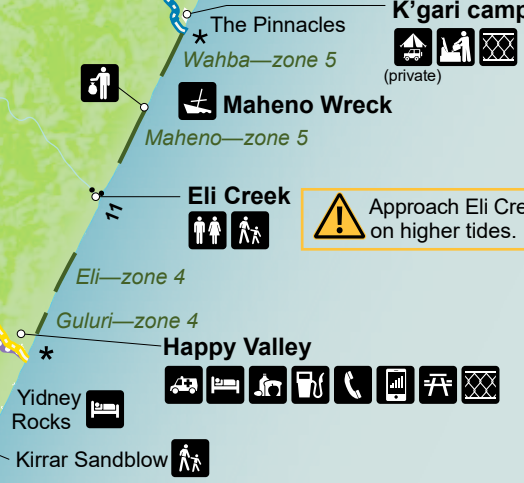 K'gari camp
The Pinnacles
Wahba—zone 5
(private)
Maheno Wreck
Maheno—zone 5
Eli Creek
11
Approach Eli Cre
on higher tides.
Eli—zone 4
Guluri—zone 4
Happy Valley
Yidney
Rocks
Kirrar Sandblow